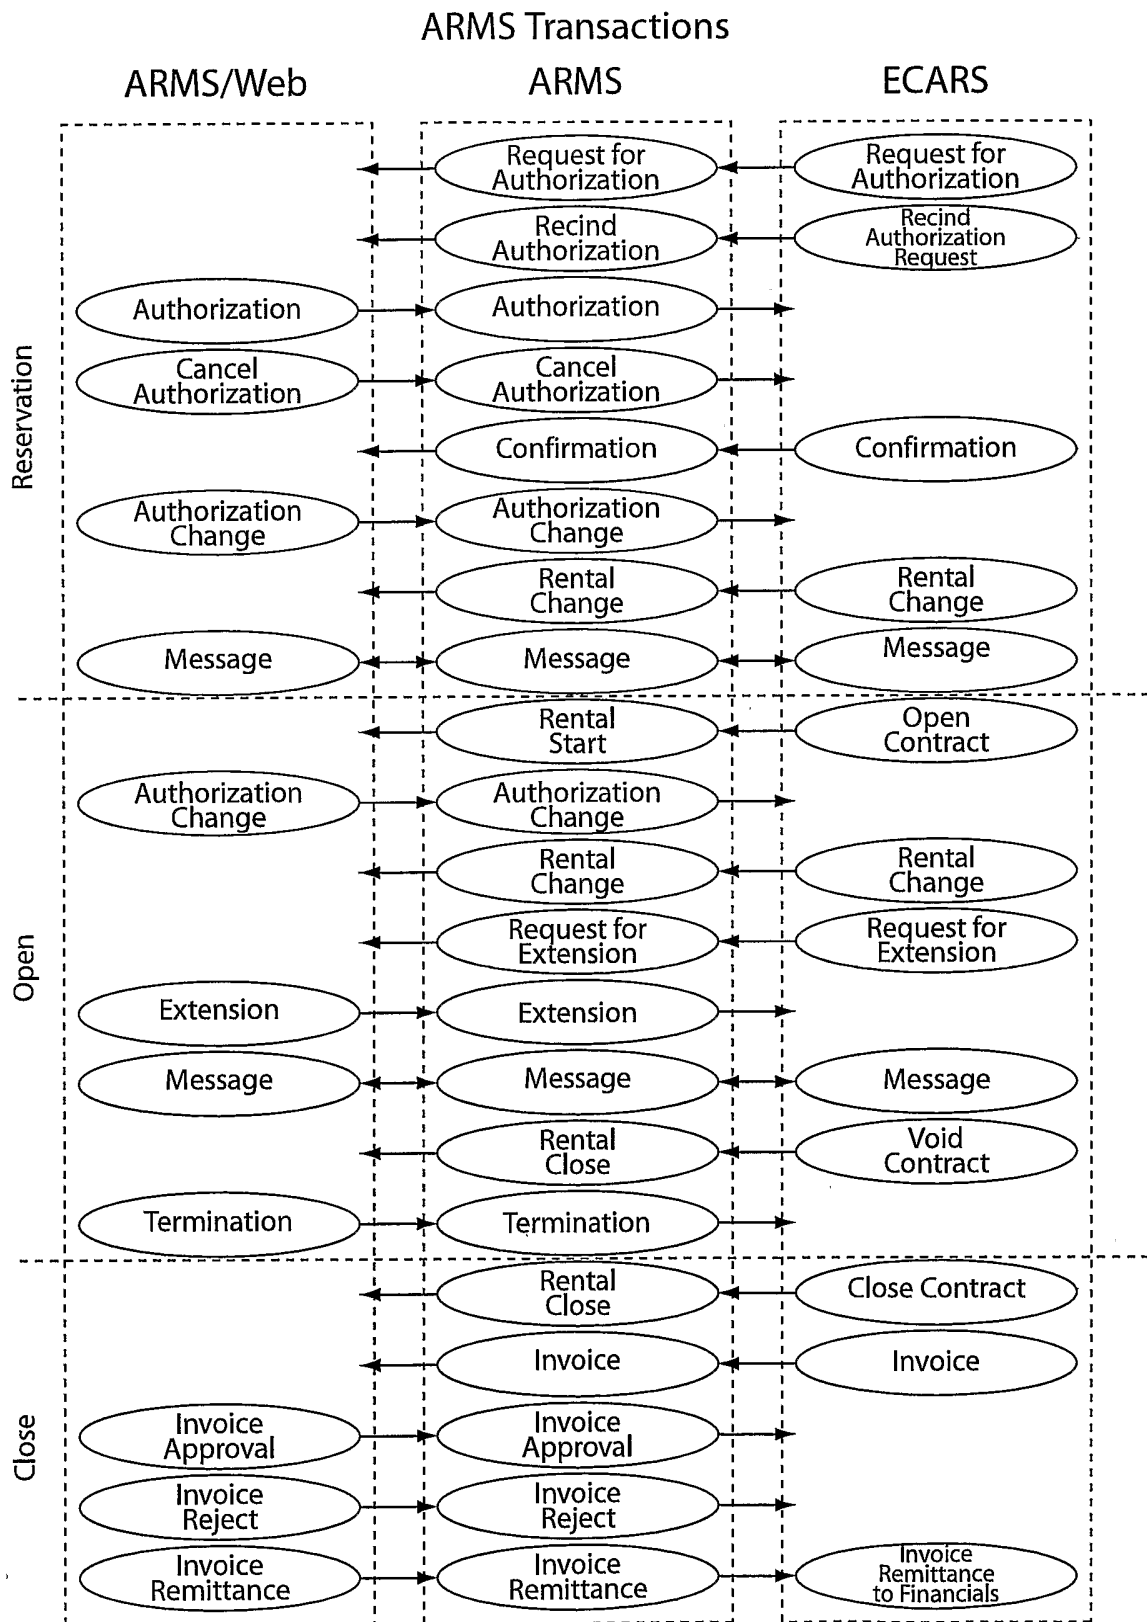 ARMS Transactions
ARMS/Web
ARMS
ECARS
Reservation
Request for
Authorization
Request for
Authorization
Recind
Authorization
Recind
Authorization
Request
Authorization
Authorization
Cancel
Authorization
Cancel
Authorization
Confirmation
Confirmation
Authorization
Change
Authorization
Change
Rental
Change
Rental
Change
Message
Message
Message
Open
Rental
Start
Open
Contract
Authorization
Change
Authorization
Change
Rental
Change
Rental
Change
Request for
Extension
Request for
Extension
Extension
Extension
Message
Message
Message
Rental
Close
Void
Contract
Termination
Termination
Close
Rental
Close
Close Contract
Invoice
Invoice
Invoice
Approval
Invoice
Approval
Invoice
Reject
Invoice
Reject
Invoice
Remittance
Invoice
Remittance
Invoice
Remittance
to Financials